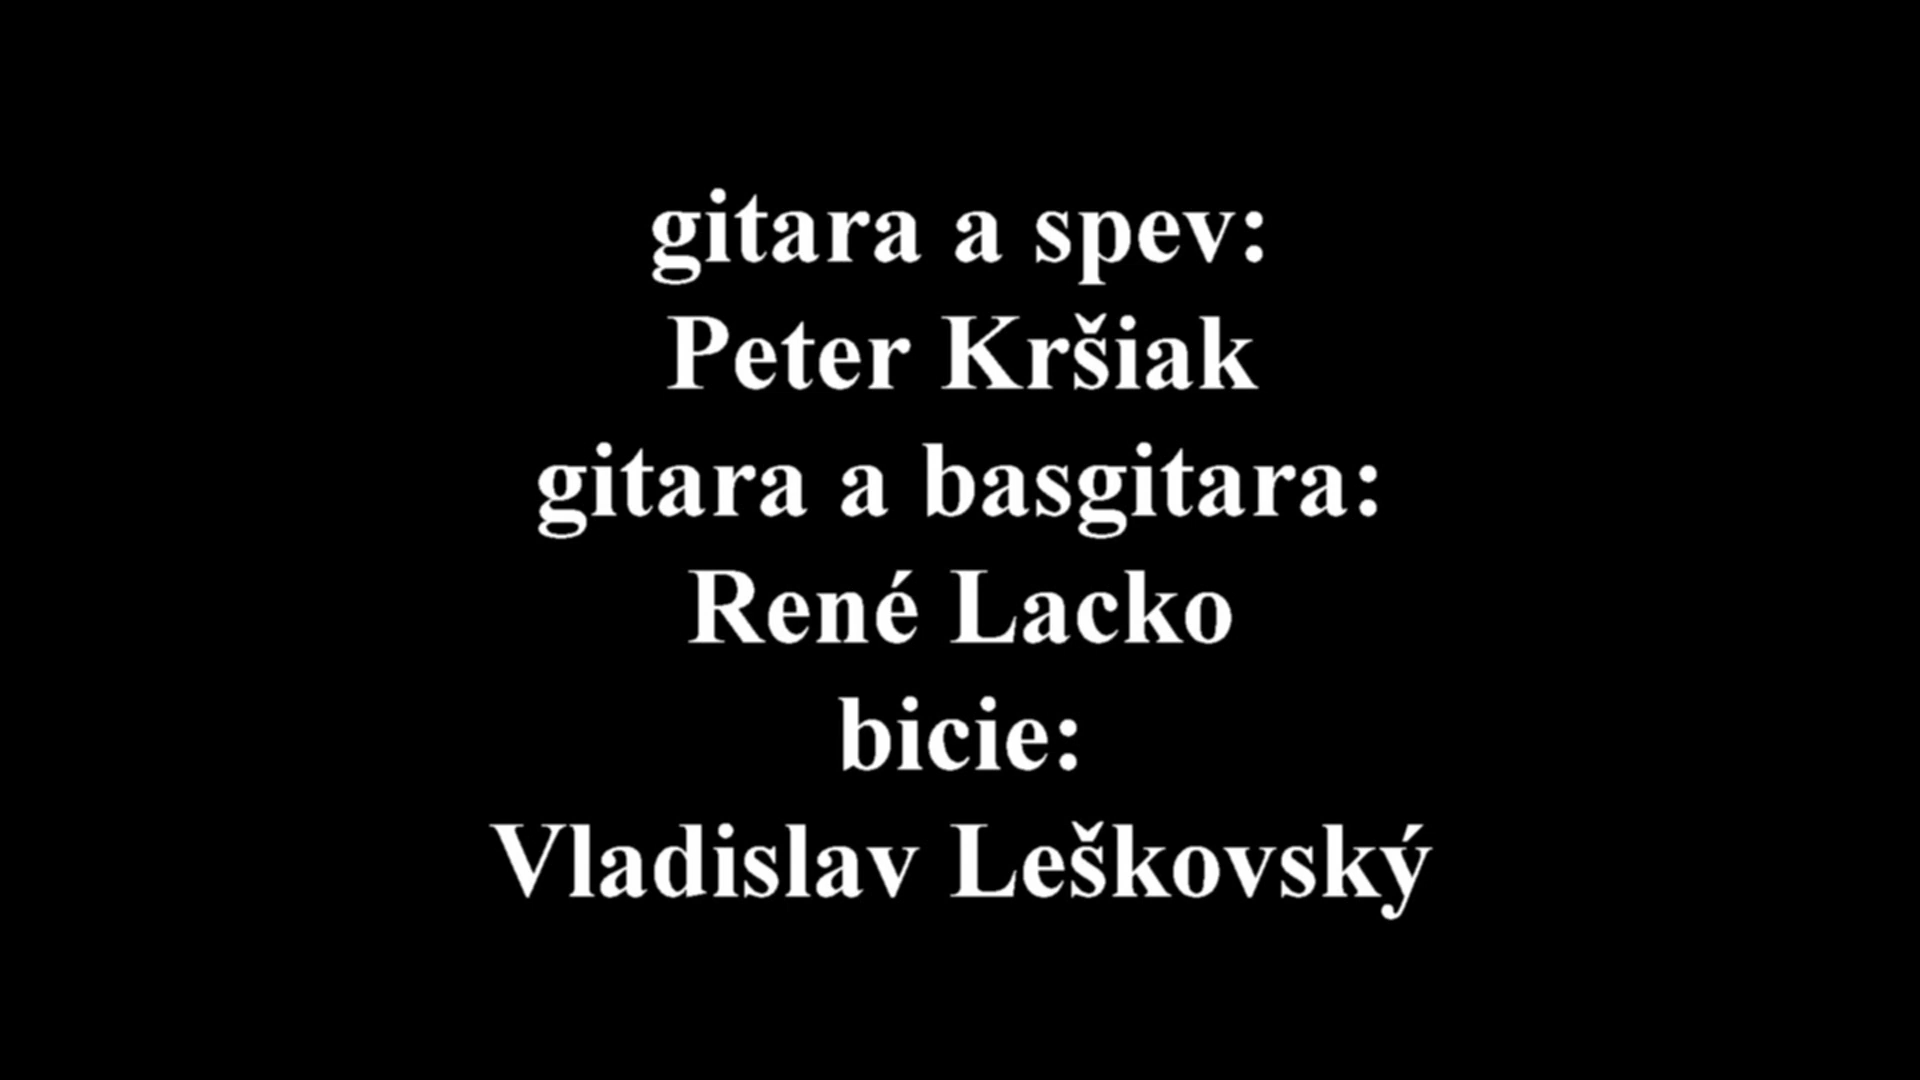 gitara a spev:
Peter Kršiak
gitara a basgitara:
René Lacko
bicie:
Vladislav Leškovský